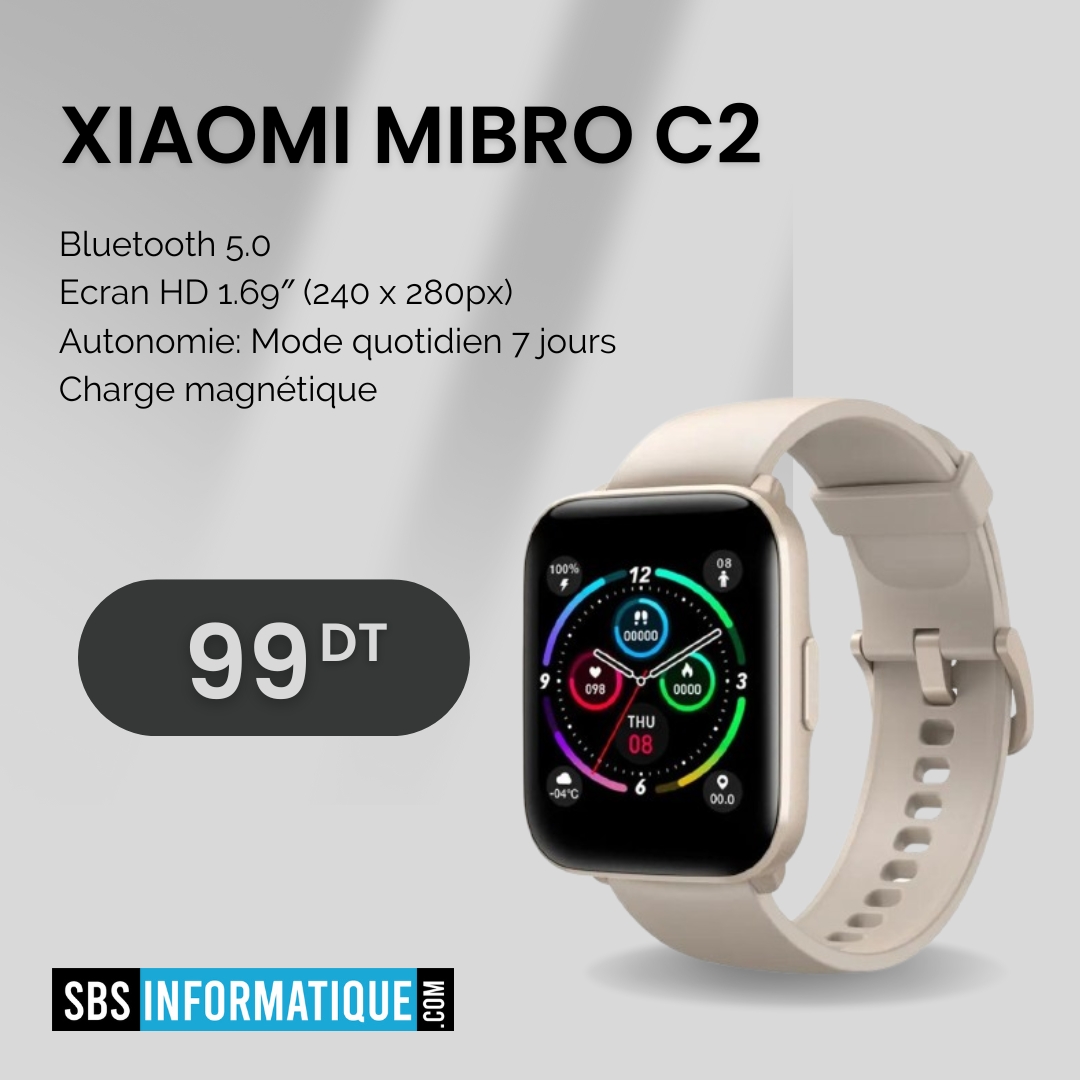 XIAOMI MIBRO C2
Bluetooth 5.0
Ecran HD 1.69″ (240 x 280px)
Autonomie: Mode quotidien 7 jours
Charge magnétique
99 DT
100%
08
12
00000
9
098
0000
3
THU
08
-04°C
6
00.0
SBS INFORMATIQUE .COM